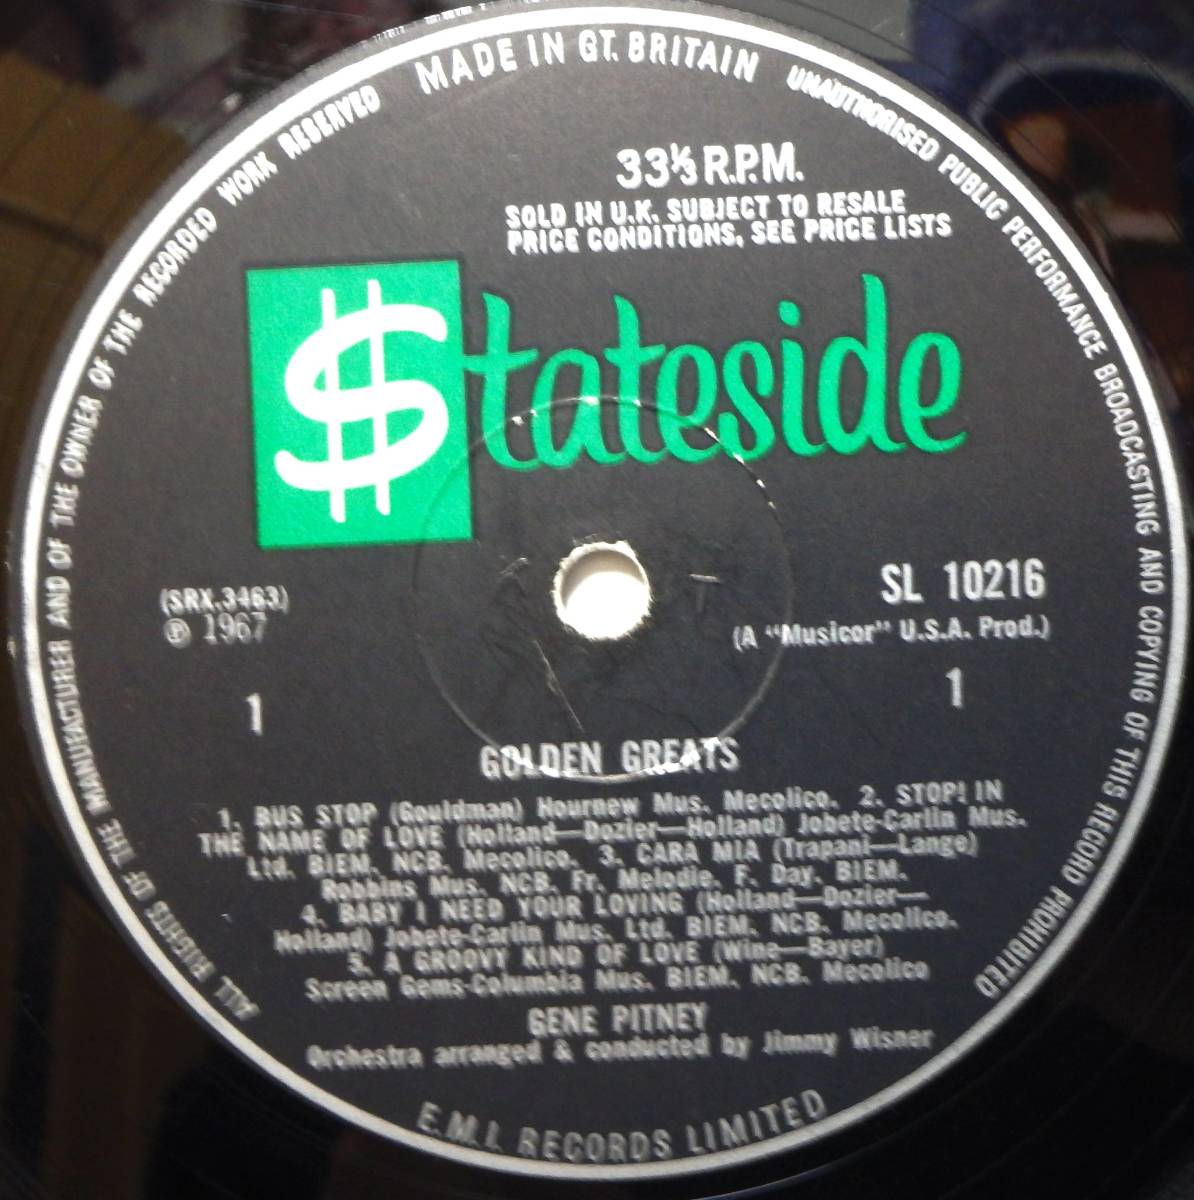 MADE IN GT. BRITAIN
UNAUTHORISED PUBLIC PERFORMANCE BROADCASTING AND COPYING OF THIS RECORD PROHIBITED
ALL RIGHTS OF THE MANUFACTURER AND OF THE OWNER OF THE RECORDED WORK RESERVED
33⅓ R.P.M.
SOLD IN U.K. SUBJECT TO RESALE
PRICE CONDITIONS, SEE PRICE LISTS
$tateside
(SRX.3463)
℗ 1967
SL 10216
(A "Musicor" U.S.A. Prod.)
1
1
GOLDEN GREATS
1. BUS STOP (Gouldman) Hournew Mus. Mecolico. 2. STOP! IN
THE NAME OF LOVE (Holland—Dozier—Holland) Jobete-Carlin Mus.
Ltd. BIEM. NCB. Mecolico. 3. CARA MIA (Trapani—Lange)
Robbins Mus. NCB. Fr. Melodie. F. Day. BIEM.
4. BABY I NEED YOUR LOVING (Holland—Dozier—
Holland) Jobete-Carlin Mus. Ltd. BIEM. NCB. Mecolico.
5. A GROOVY KIND OF LOVE (Wine—Bayer)
Screen Gems-Columbia Mus. BIEM. NCB. Mecolico
GENE PITNEY
Orchestra arranged & conducted by Jimmy Wisner
E.M.I. RECORDS LIMITED